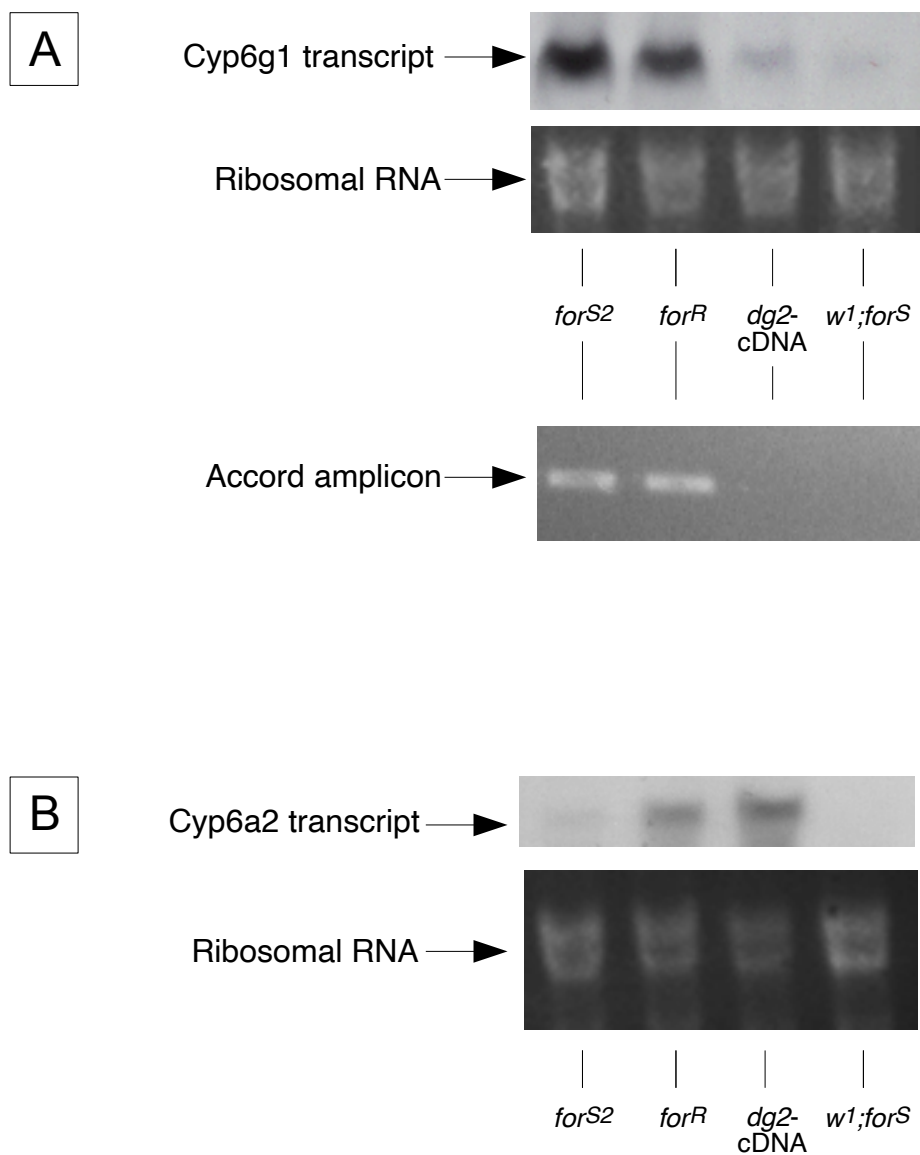 A
Cyp6g1 transcript
Ribosomal RNA
forS2 forR dg2- w1;forS
cDNA
Accord amplicon
B
Cyp6a2 transcript
Ribosomal RNA
forS2 forR dg2- w1;forS
cDNA